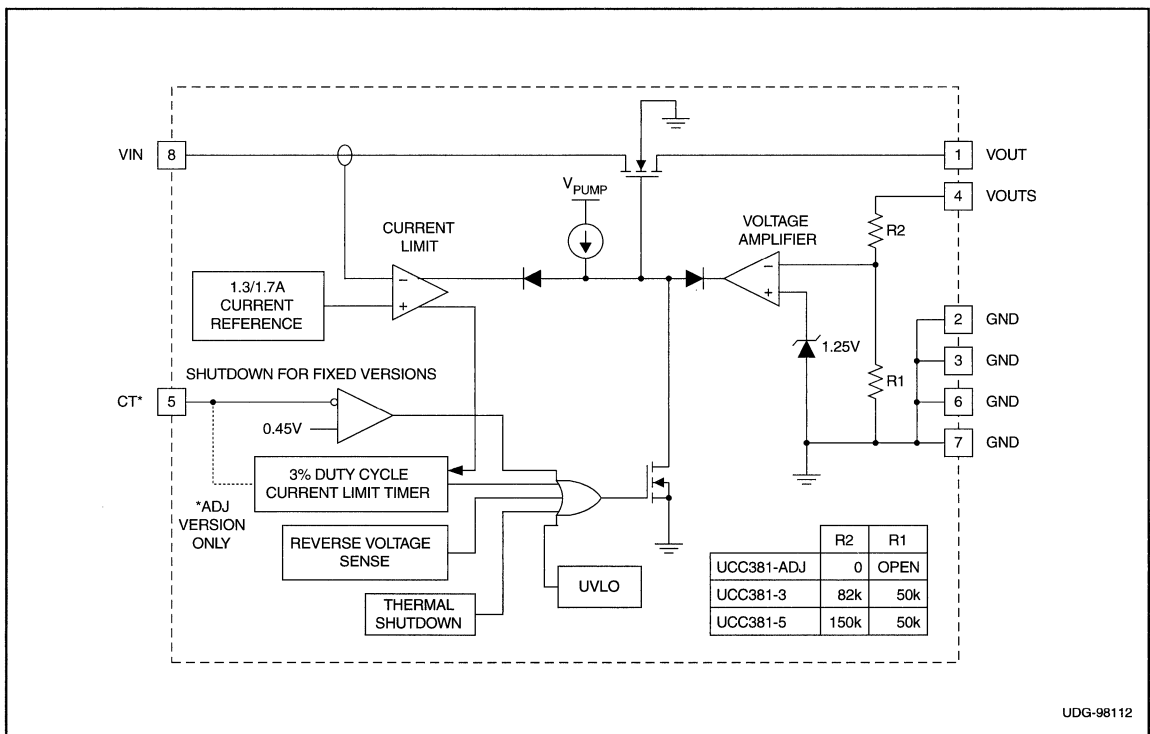 VIN
8
1
VOUT
4
VOUTS
VPUMP
R2
CURRENT
LIMIT
VOLTAGE
AMPLIFIER
−
+
−
+
1.3/1.7A
CURRENT
REFERENCE
1.25V
R1
2
GND
3
GND
6
GND
7
GND
SHUTDOWN FOR FIXED VERSIONS
CT*
5
0.45V
3% DUTY CYCLE
CURRENT LIMIT TIMER
*ADJ
VERSION
ONLY
REVERSE VOLTAGE
SENSE
UVLO
THERMAL
SHUTDOWN
R2 R1
UCC381-ADJ 0 OPEN
UCC381-3 82k 50k
UCC381-5 150k 50k
UDG-98112